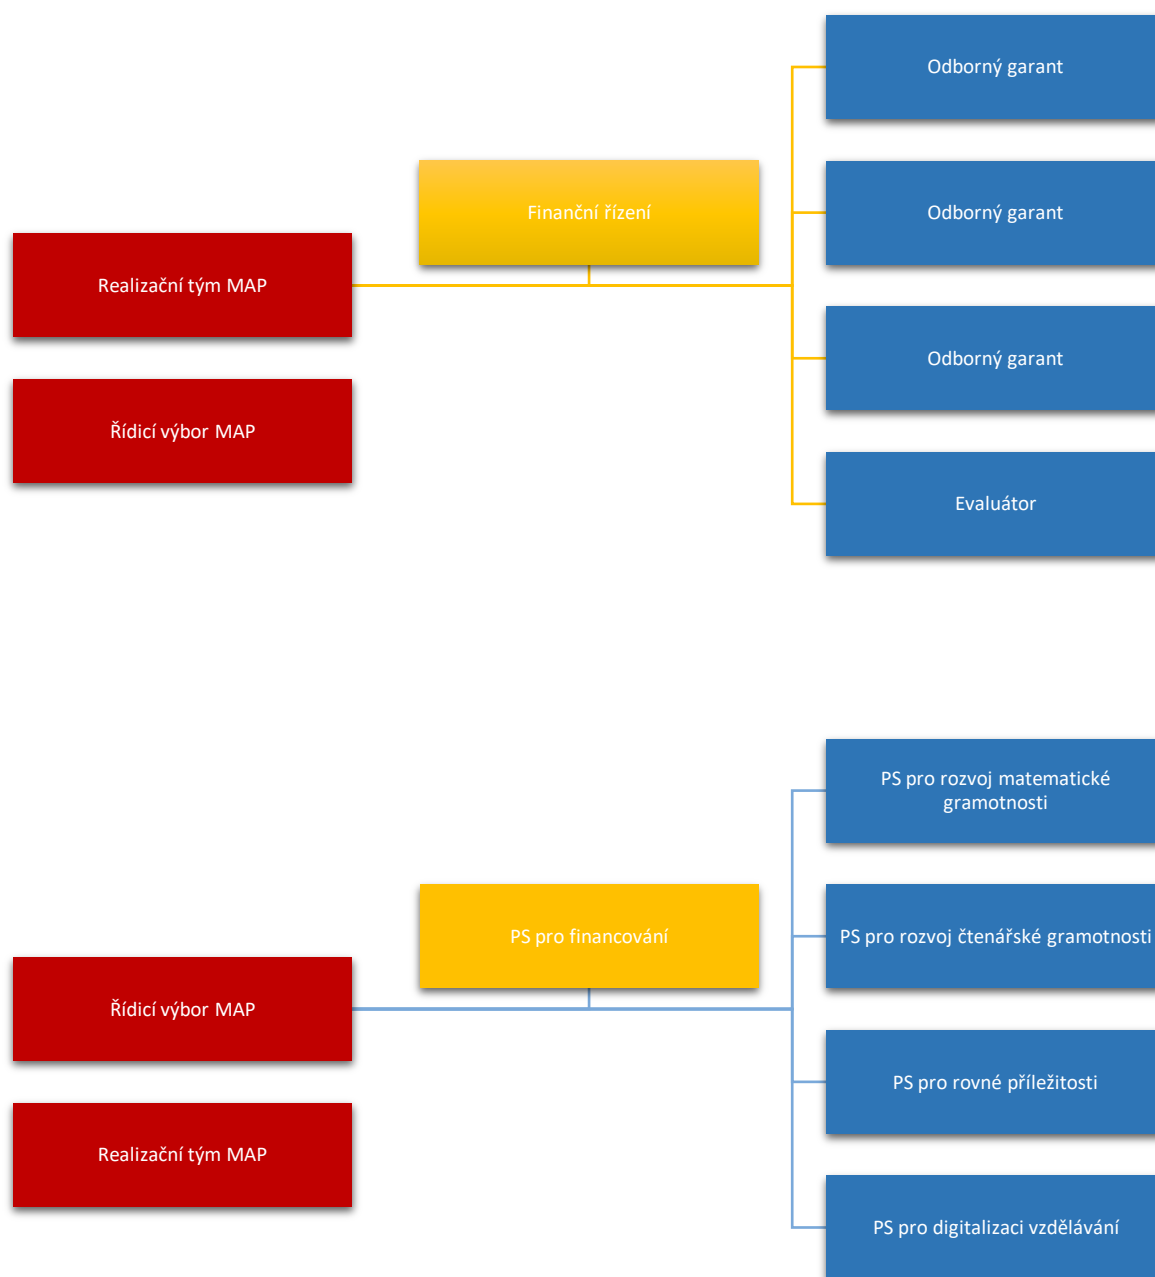 Odborný garant
Finanční řízení
Odborný garant
Realizační tým MAP
Odborný garant
Řídicí výbor MAP
Evaluátor
PS pro rozvoj matematické
gramotnosti
PS pro financování
PS pro rozvoj čtenářské gramotnosti
Řídicí výbor MAP
PS pro rovné příležitosti
Realizační tým MAP
PS pro digitalizaci vzdělávání